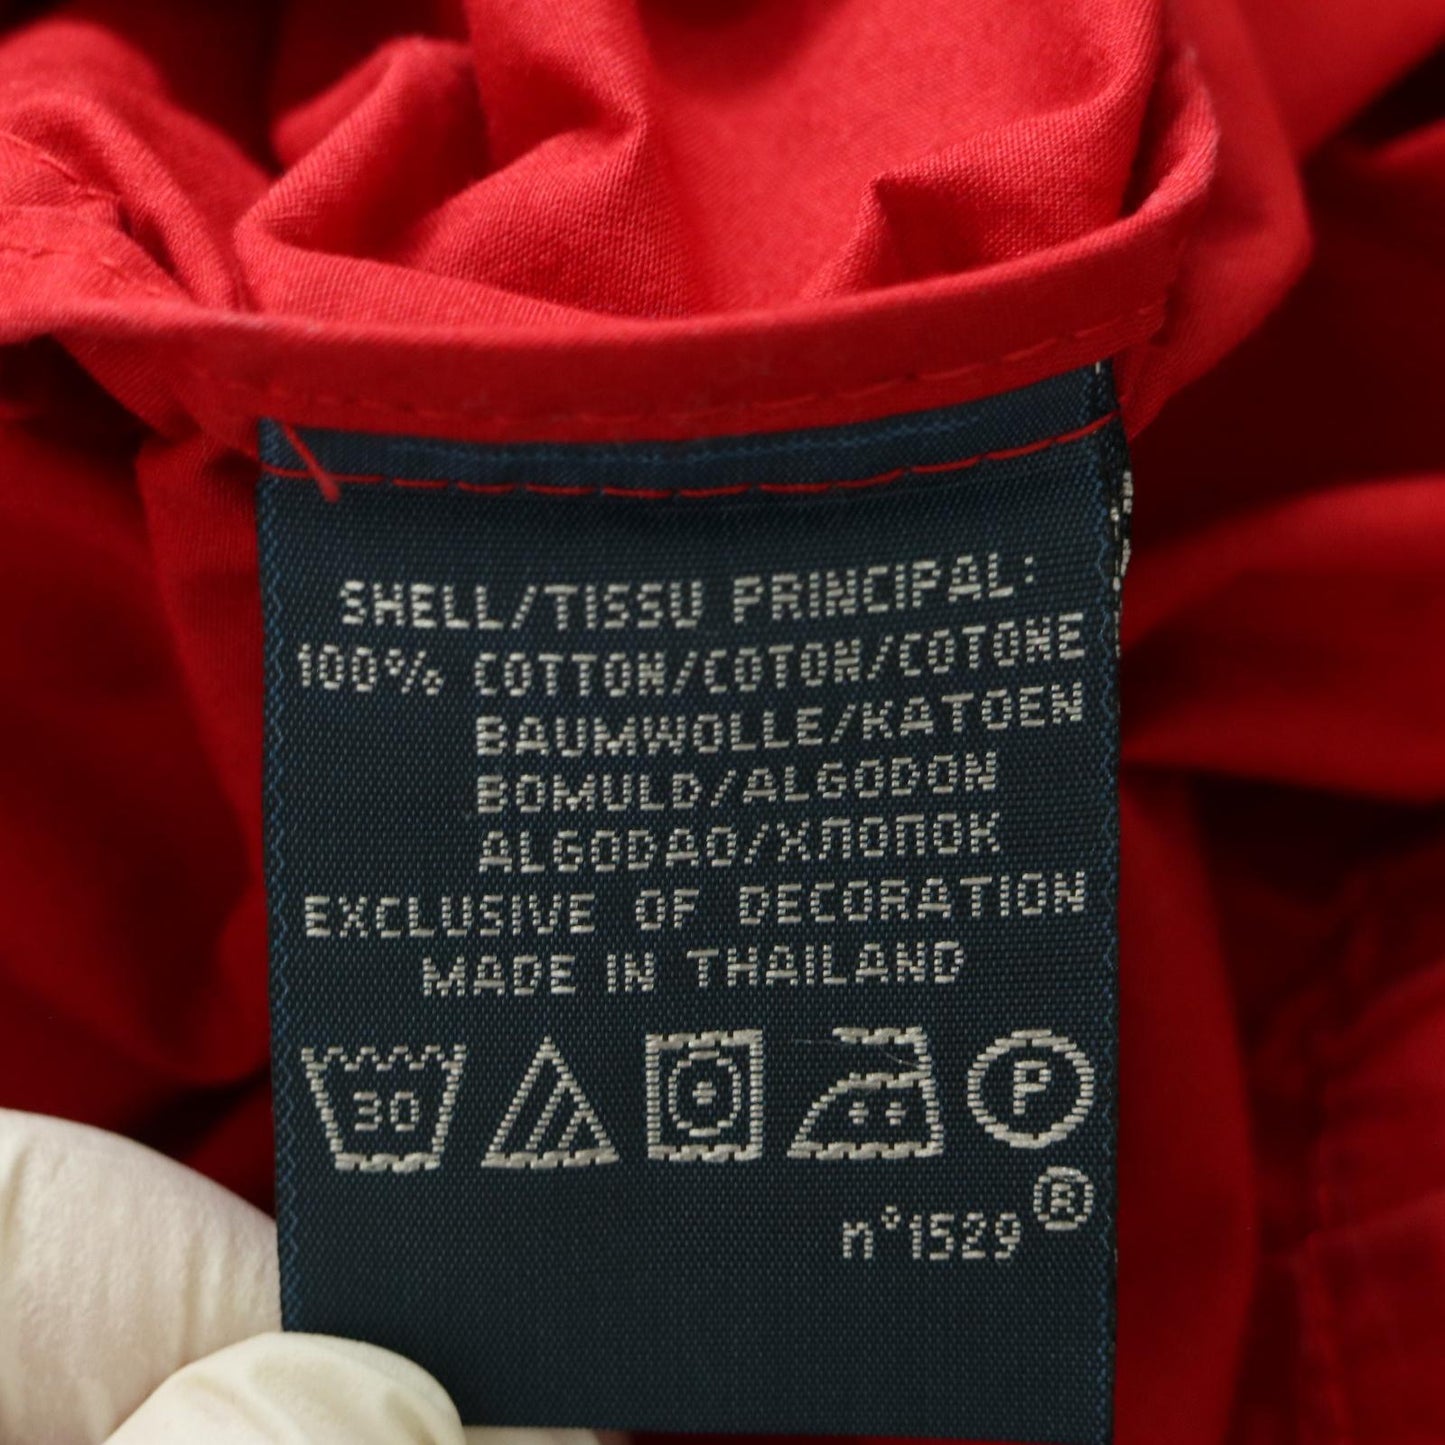 SHELL/TISSU PRINCIPAL:
100% COTTON/COTON/COTONE
BAUMWOLLE/KATOEN
BOMULD/ALGODON
ALGODAO/ХЛОПОК
EXCLUSIVE OF DECORATION
MADE IN THAILAND
30 P
n°1529 ®